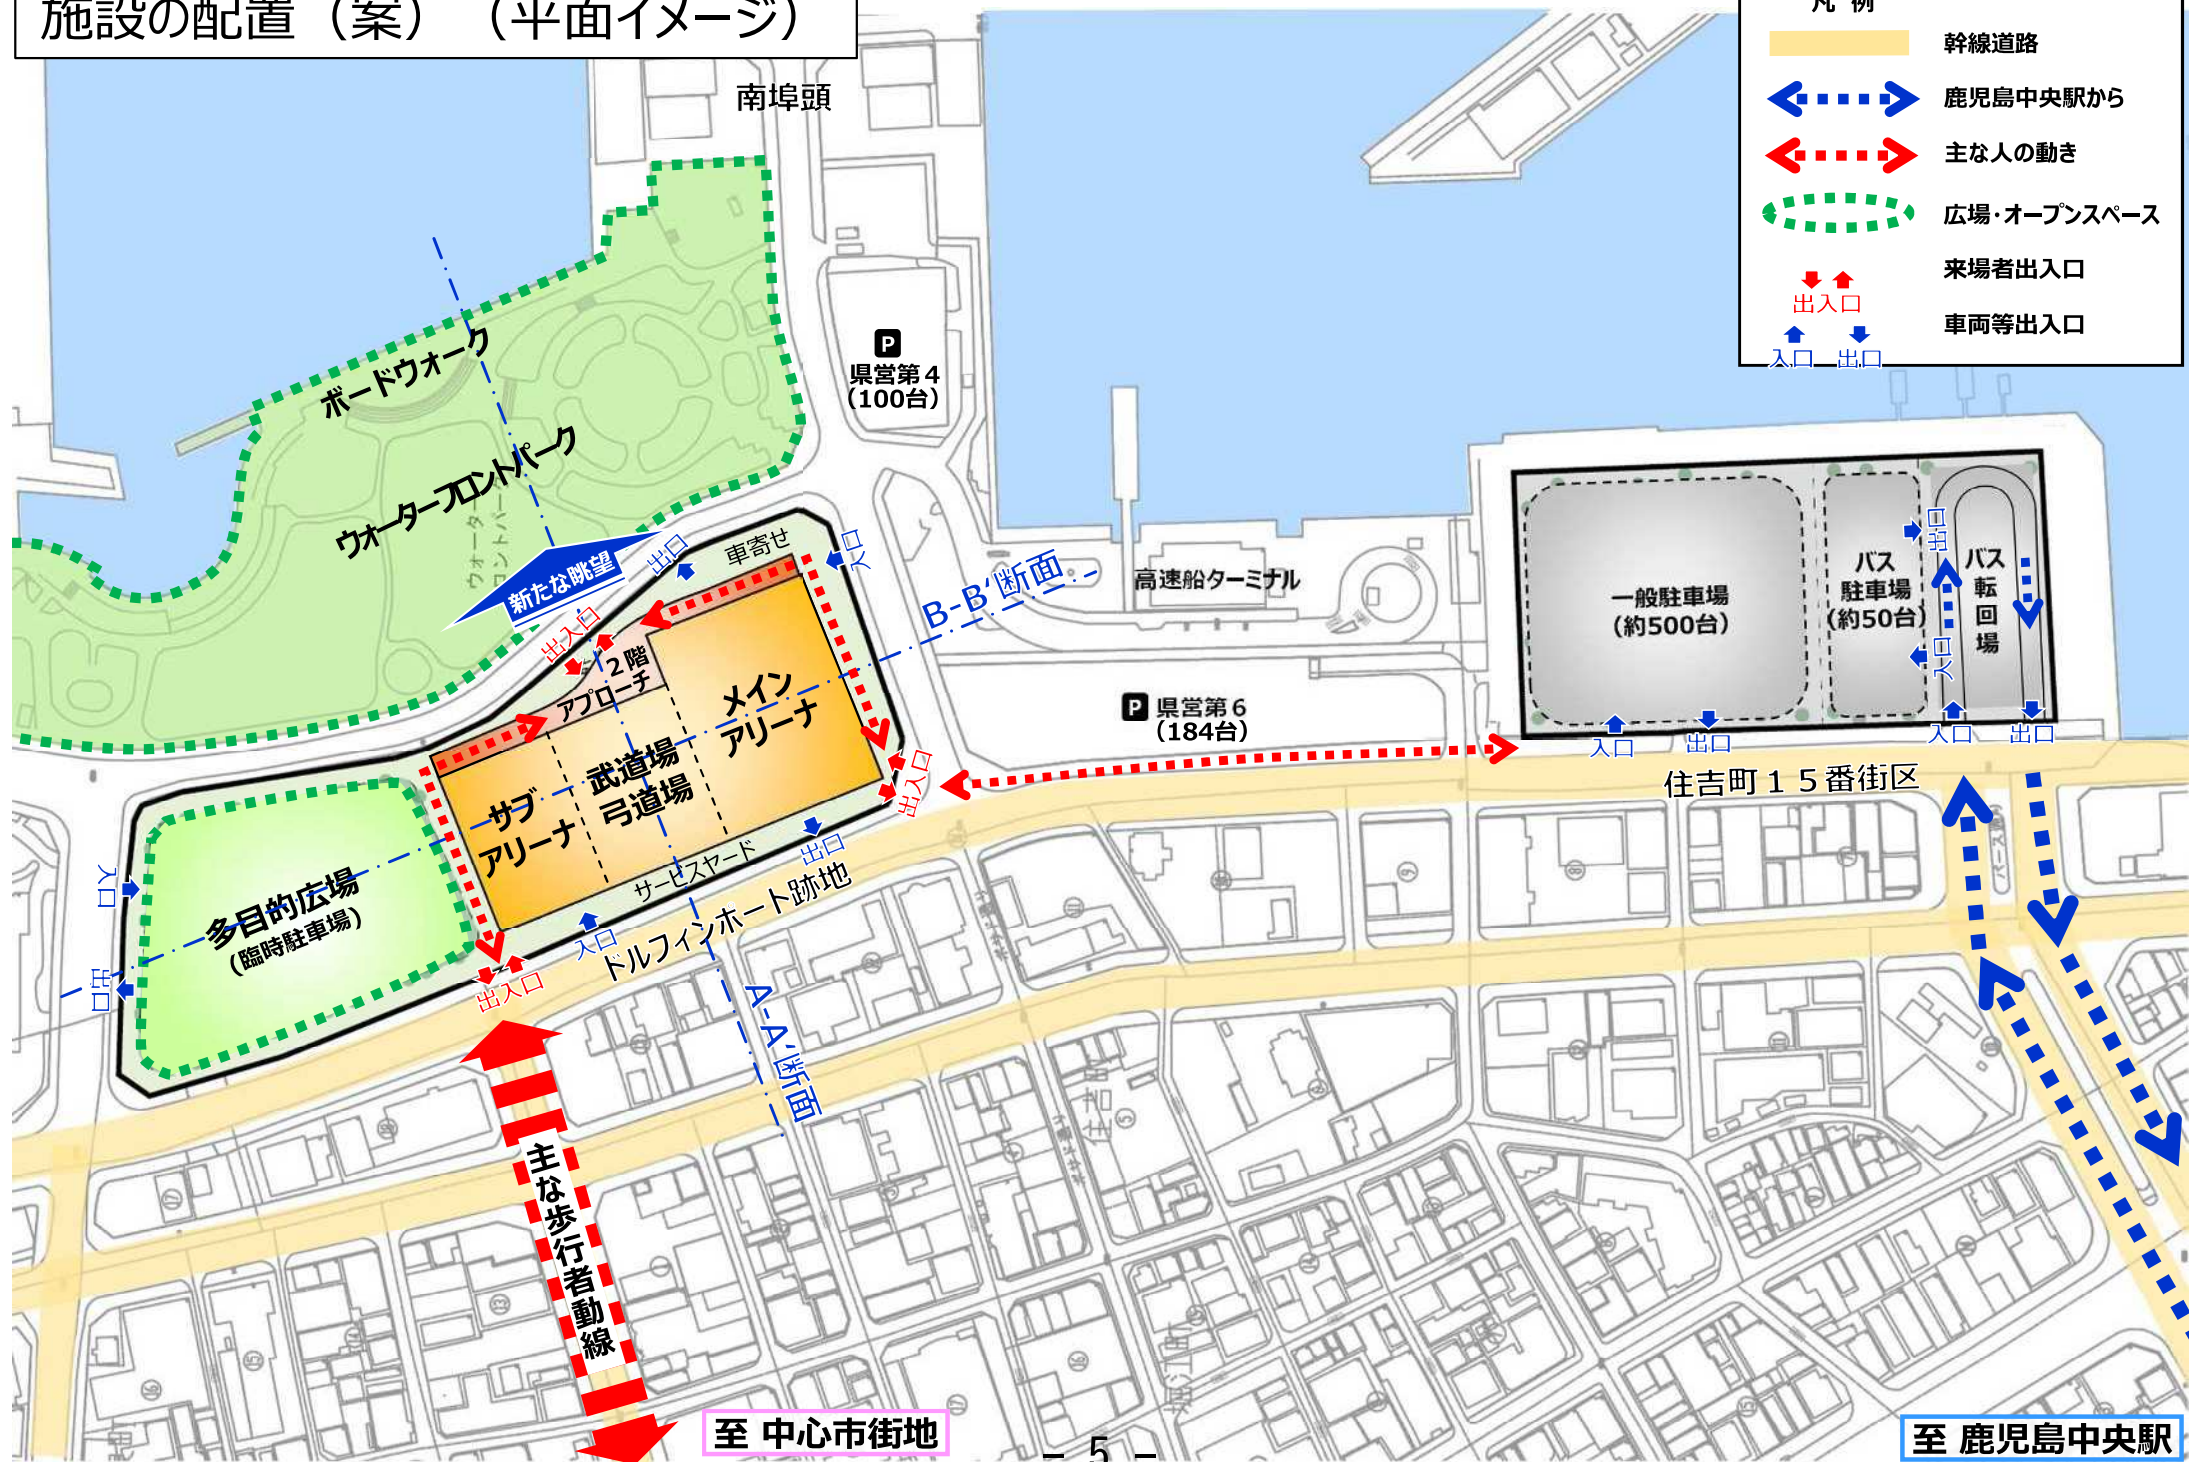 施設の配置（案）（平面イメージ）
凡 例
幹線道路
鹿児島中央駅から
主な人の動き
広場・オープンスペース
来場者出入口
出入口
車両等出入口
入口 出口
南埠頭
P
県営第４
（100台）
ボードウォーク
ウォーターフロントパーク
新たな眺望
出口
車寄せ
入口
B-B’断面
出入口
２階
アプローチ
メイン
アリーナ
武道場
弓道場
サブ
アリーナ
サービスヤード
出口
入口
出入口
出入口
ドルフィンポート跡地
多目的広場
（臨時駐車場）
入口
出口
A-A’断面
高速船ターミナル
P 県営第６
（184台）
一般駐車場
（約500台）
バス
駐車場
（約50台）
出口
入口
バス
転
回
場
入口
出口
入口
出口
住吉町１５番街区
主な歩行者動線
至 中心市街地
至 鹿児島中央駅
－ 5 －